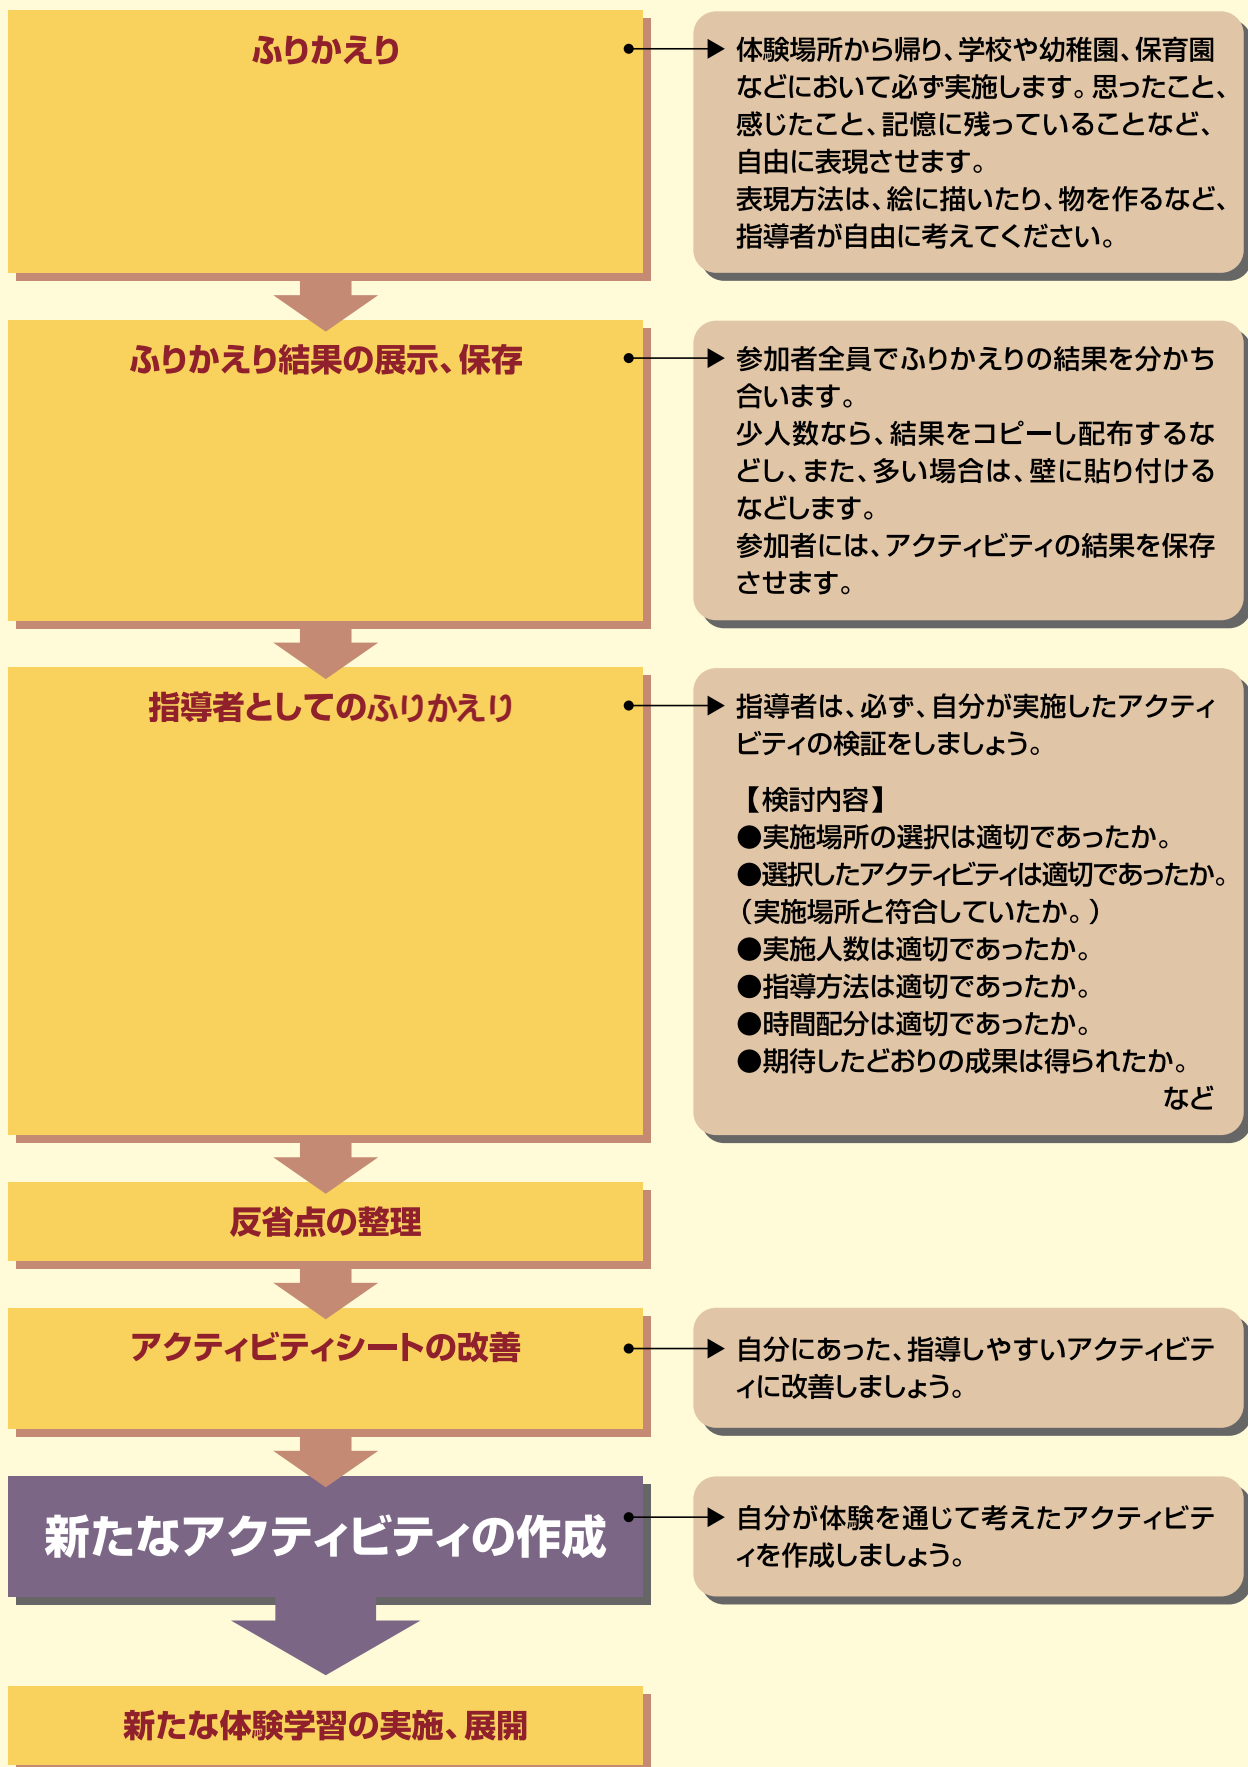 ふりかえり
体験場所から帰り、学校や幼稚園、保育園
などにおいて必ず実施します。思ったこと、
感じたこと、記憶に残っていることなど、
自由に表現させます。
表現方法は、絵に描いたり、物を作るなど、
指導者が自由に考えてください。
ふりかえり結果の展示、保存
参加者全員でふりかえりの結果を分かち
合います。
少人数なら、結果をコピーし配布するな
どし、また、多い場合は、壁に貼り付ける
などします。
参加者には、アクティビティの結果を保存
させます。
指導者としてのふりかえり
指導者は、必ず、自分が実施したアクティ
ビティの検証をしましょう。
【検討内容】
●実施場所の選択は適切であったか。
●選択したアクティビティは適切であったか。
（実施場所と符合していたか。）
●実施人数は適切であったか。
●指導方法は適切であったか。
●時間配分は適切であったか。
●期待したどおりの成果は得られたか。
など
反省点の整理
アクティビティシートの改善
自分にあった、指導しやすいアクティビテ
ィに改善しましょう。
新たなアクティビティの作成
自分が体験を通じて考えたアクティビテ
ィを作成しましょう。
新たな体験学習の実施、展開